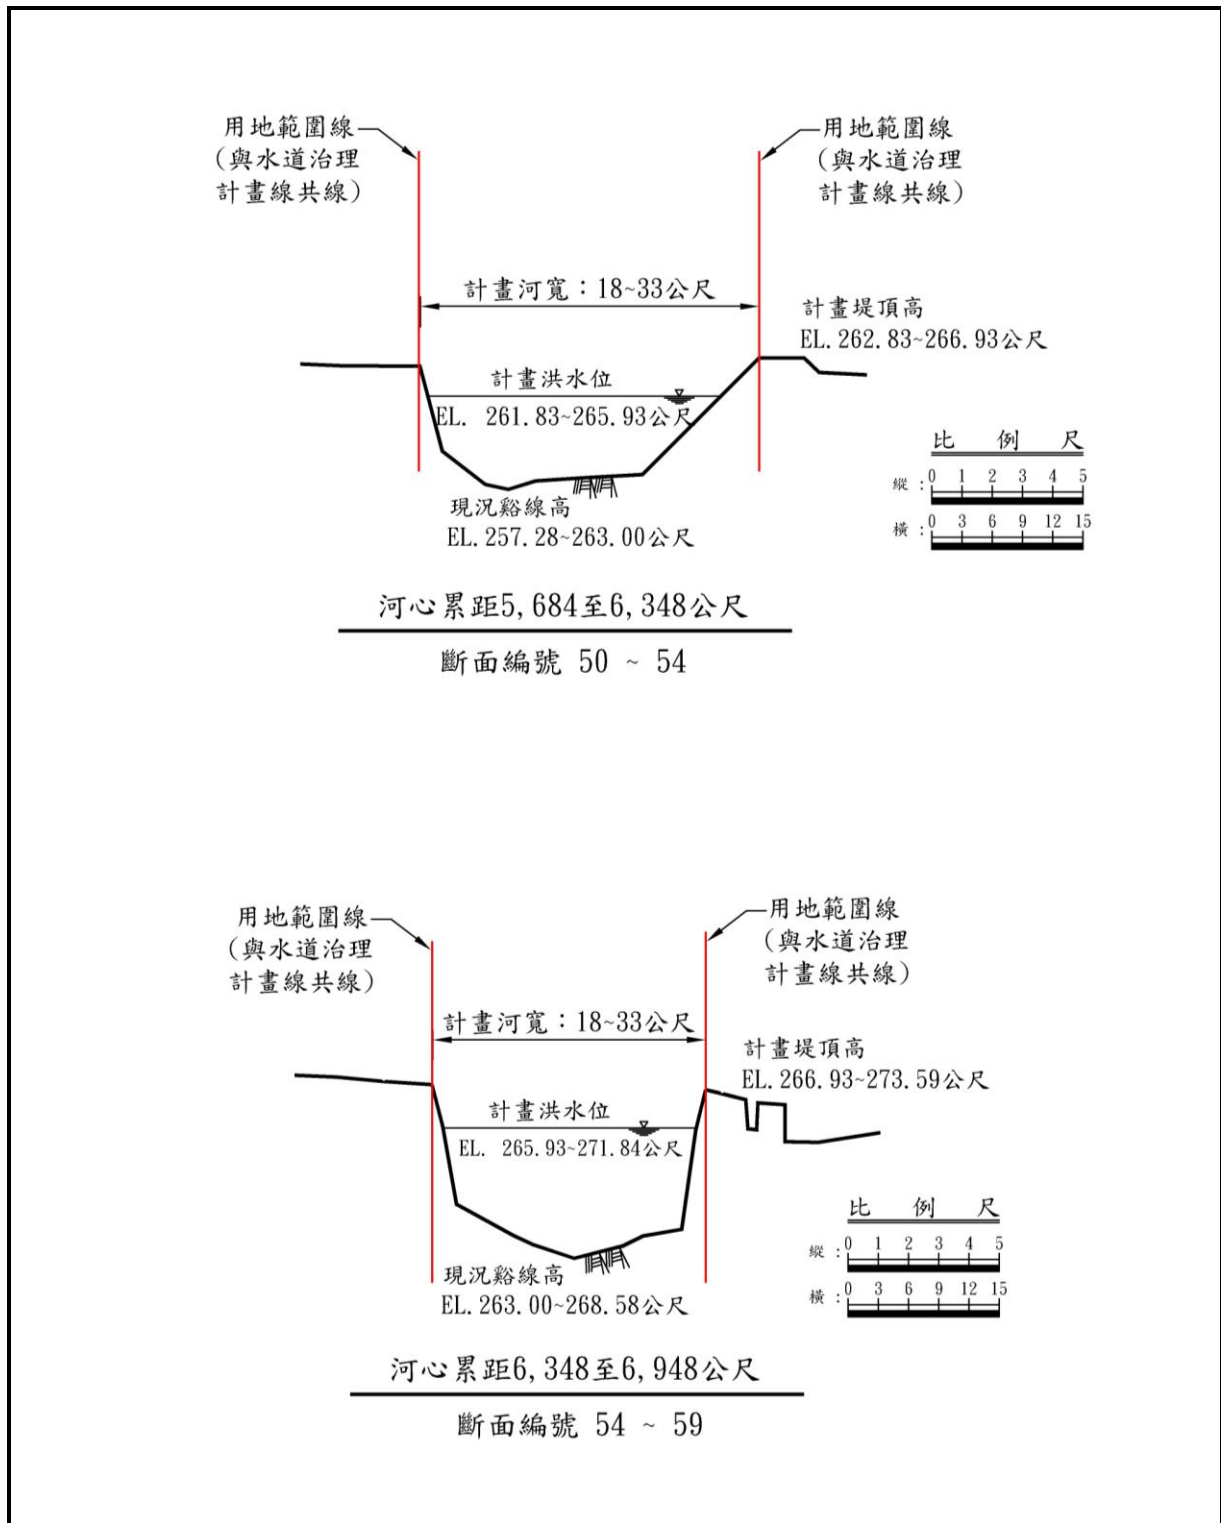 用地範圍線
(與水道治理
計畫線共線)
用地範圍線
(與水道治理
計畫線共線)
計畫河寬：18~33公尺
計畫堤頂高
EL.262.83~266.93公尺
計畫洪水位
EL. 261.83~265.93公尺
現況谿線高
EL.257.28~263.00公尺
比 例 尺
縱： 0 1 2 3 4 5
橫： 0 3 6 9 12 15
河心累距5,684至6,348公尺
斷面編號 50 ~ 54
用地範圍線
(與水道治理
計畫線共線)
用地範圍線
(與水道治理
計畫線共線)
計畫河寬：18~33公尺
計畫堤頂高
EL.266.93~273.59公尺
計畫洪水位
EL. 265.93~271.84公尺
現況谿線高
EL.263.00~268.58公尺
比 例 尺
縱： 0 1 2 3 4 5
橫： 0 3 6 9 12 15
河心累距6,348至6,948公尺
斷面編號 54 ~ 59